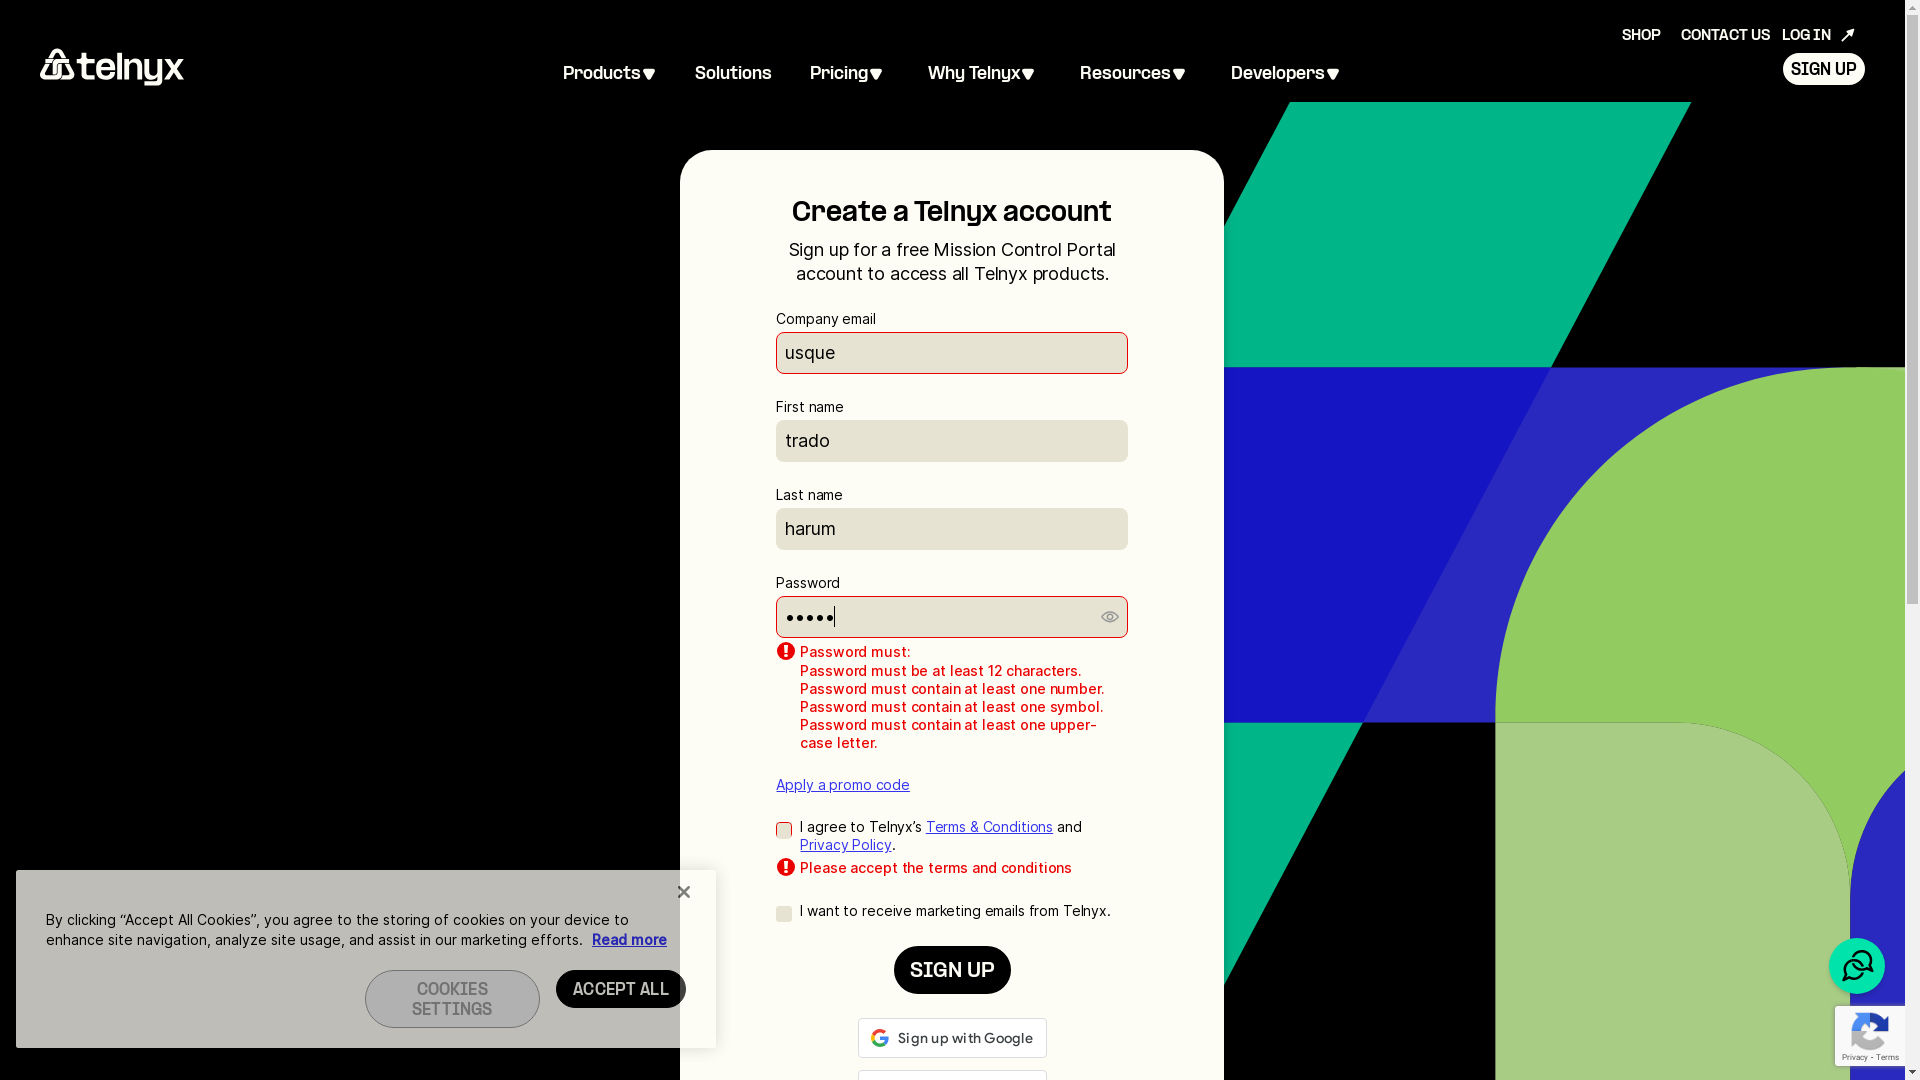 SHOP CONTACT US LOG IN
telnyx
Products Solutions Pricing Why Telnyx Resources Developers
SIGN UP
Create a Telnyx account
Sign up for a free Mission Control Portal
account to access all Telnyx products.
Company email
usque
First name
trado
Last name
harum
Password
•••••
Password must:
Password must be at least 12 characters.
Password must contain at least one number.
Password must contain at least one symbol.
Password must contain at least one upper-
case letter.
Apply a promo code
I agree to Telnyx’s Terms & Conditions and
Privacy Policy.
Please accept the terms and conditions
I want to receive marketing emails from Telnyx.
SIGN UP
Sign up with Google
By clicking “Accept All Cookies”, you agree to the storing of cookies on your device to
enhance site navigation, analyze site usage, and assist in our marketing efforts. Read more
COOKIES
SETTINGS
ACCEPT ALL
Privacy - Terms